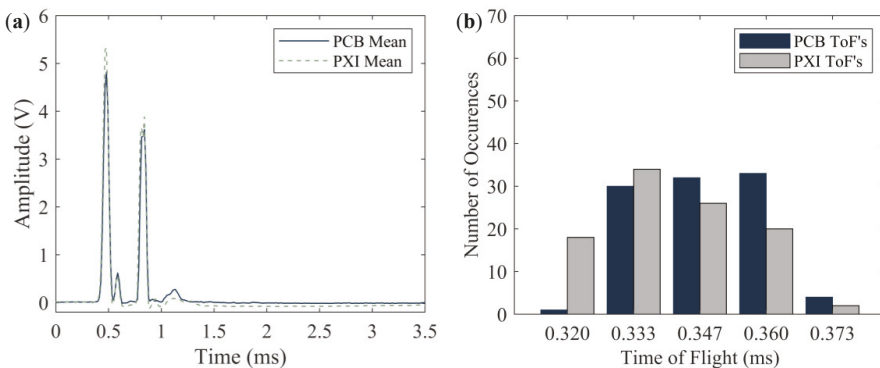 (a)
PCB Mean
PXI Mean
6
5
4
3
2
1
0
Amplitude (V)
0 0.5 1 1.5 2 2.5 3 3.5
Time (ms)
(b)
PCB ToF's
PXI ToF's
70
60
50
40
30
20
10
0
Number of Occurences
0.320 0.333 0.347 0.360 0.373
Time of Flight (ms)